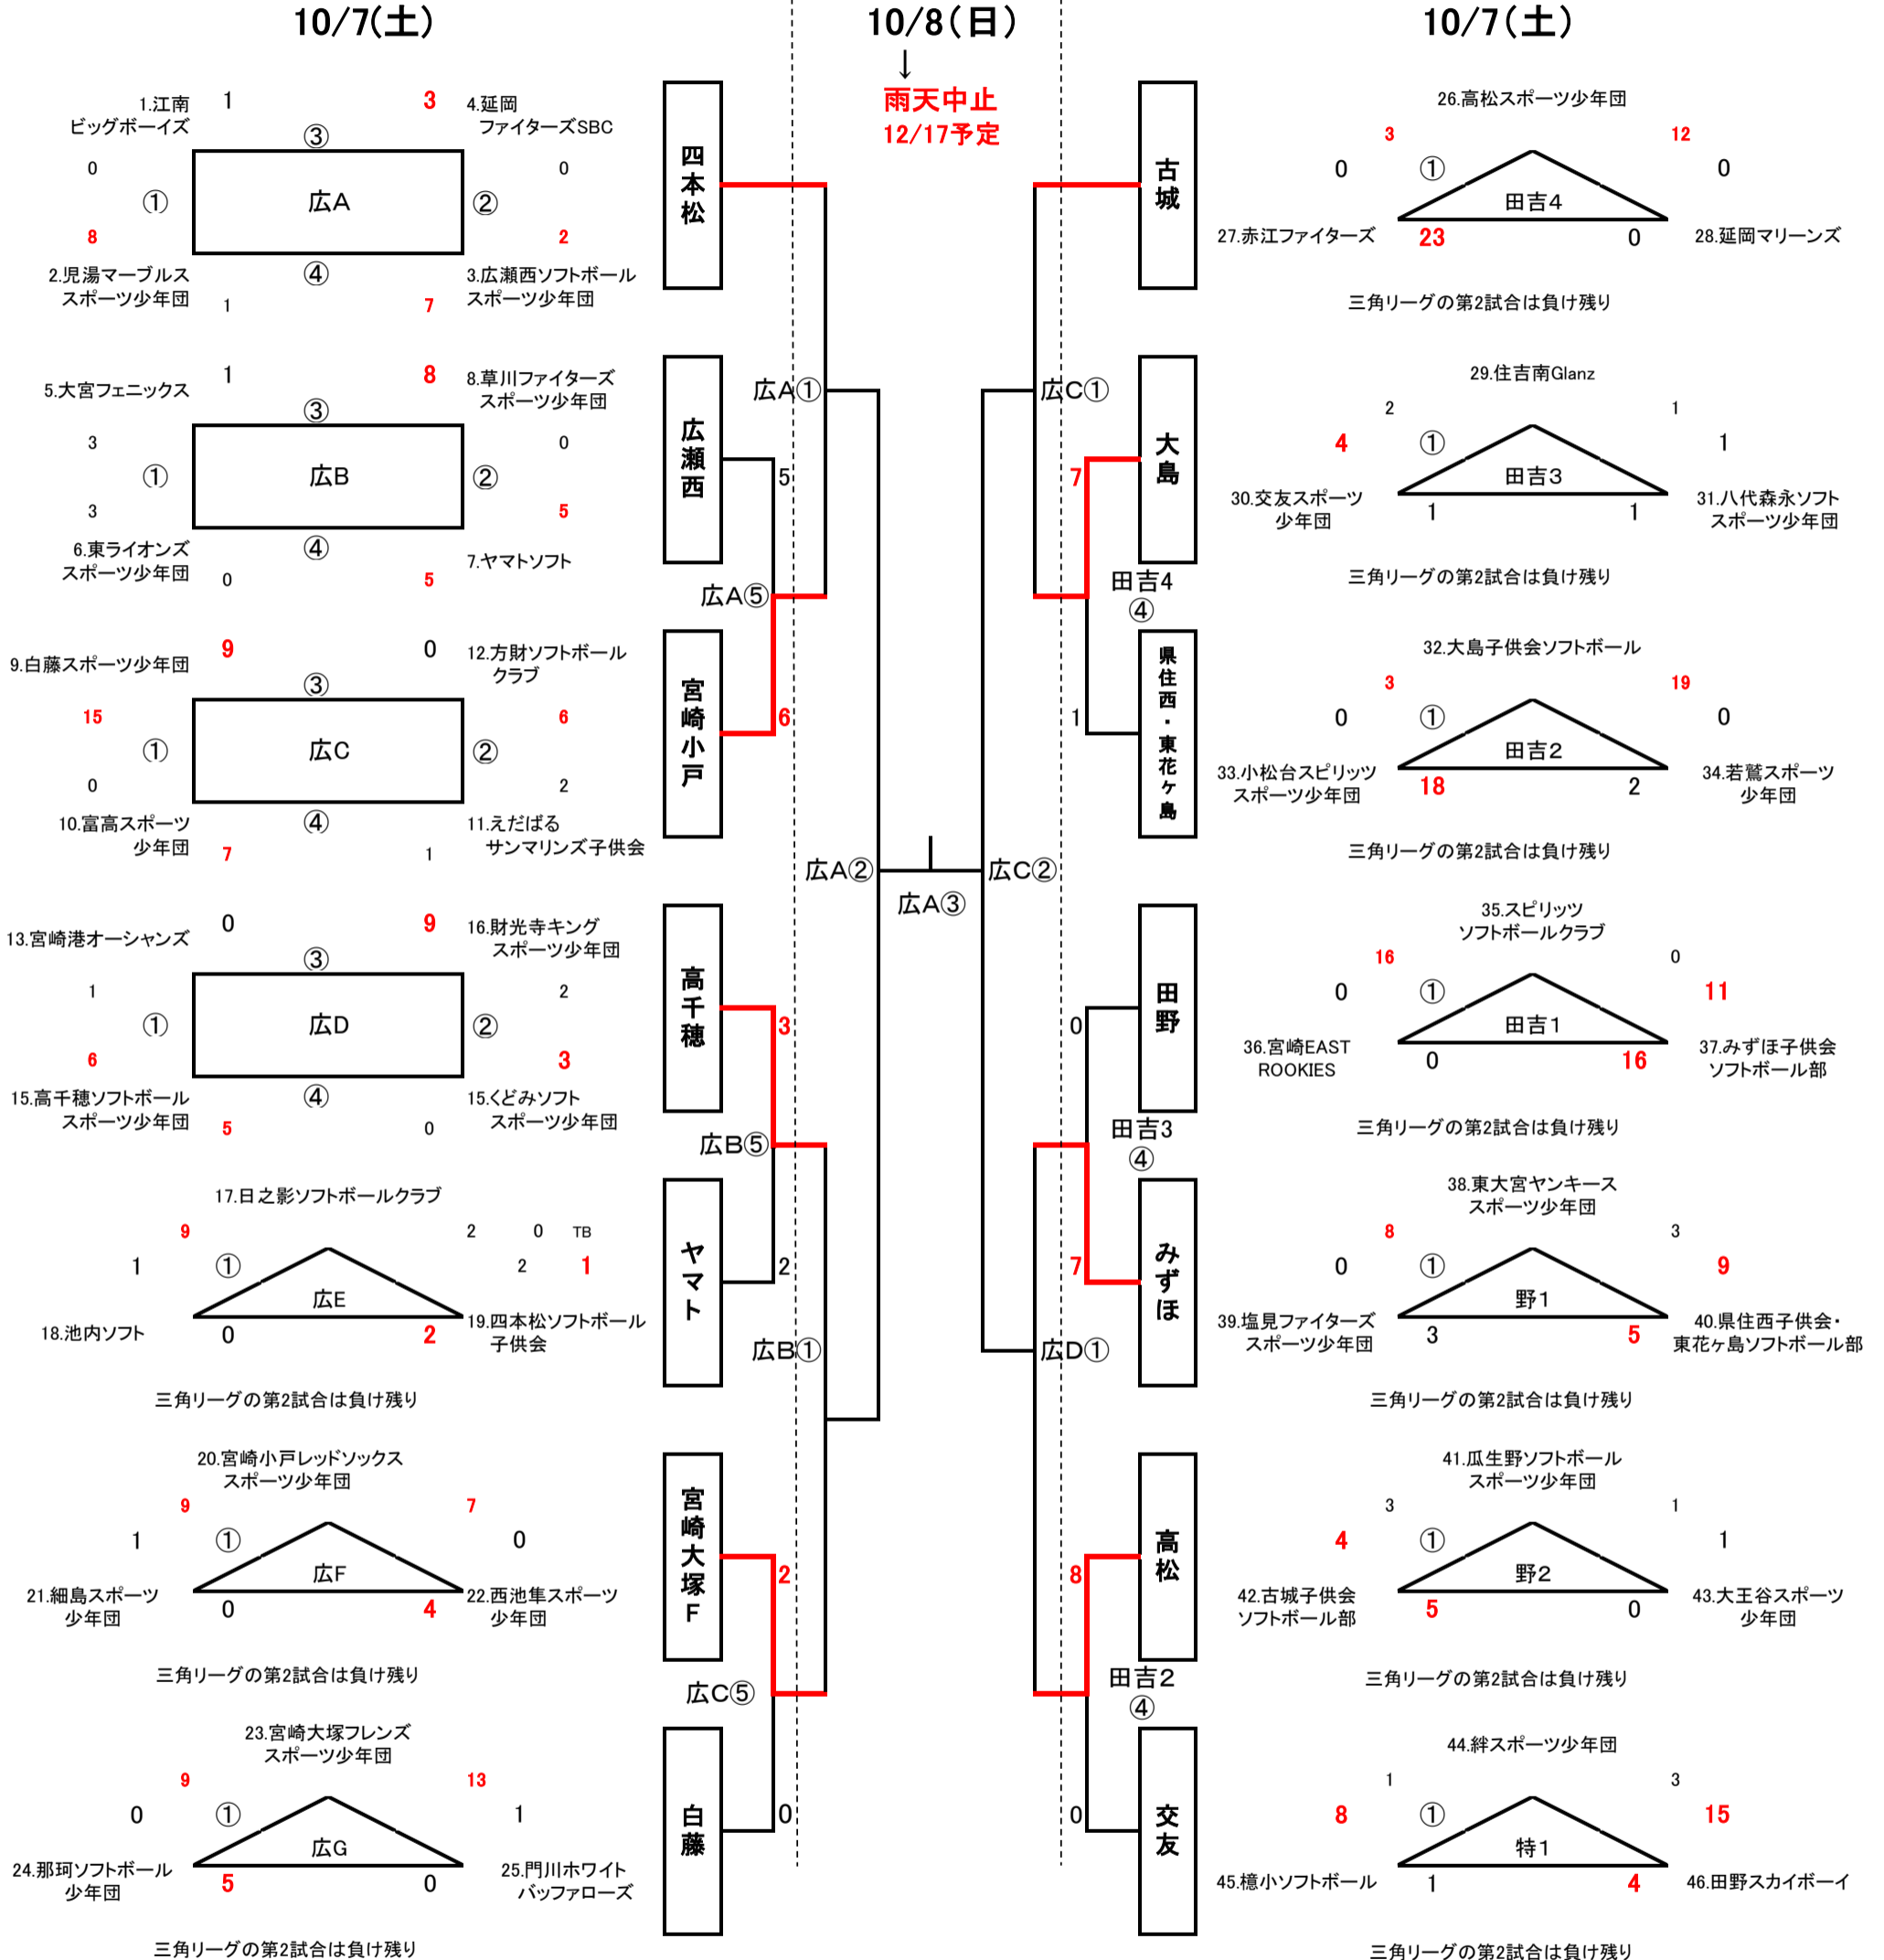 10/7(土)
10/8(日)
10/7(土)
↓
雨天中止
12/17予定
1.江南
ビッグボーイズ
1
3
4.延岡
ファイターズSBC
③
0
0
①
広A
②
8
2
2.児湯マーブルス
スポーツ少年団
④
3.広瀬西ソフトボール
スポーツ少年団
1
7
5.大宮フェニックス
1
8
8.草川ファイターズ
スポーツ少年団
③
3
0
①
広B
②
3
5
6.東ライオンズ
スポーツ少年団
④
7.ヤマトソフト
0
5
9.白藤スポーツ少年団
9
0
12.方財ソフトボール
クラブ
③
15
6
①
広C
②
0
2
10.富高スポーツ
少年団
④
11.えだばる
サンマリンズ子供会
7
1
13.宮崎港オーシャンズ
0
9
16.財光寺キング
スポーツ少年団
③
1
2
①
広D
②
6
3
15.高千穂ソフトボール
スポーツ少年団
④
15.くどみソフト
スポーツ少年団
5
0
17.日之影ソフトボールクラブ
9
2
0
TB
1
①
2
1
広E
18.池内ソフト
0
2
19.四本松ソフトボール
子供会
三角リーグの第2試合は負け残り
20.宮崎小戸レッドソックス
スポーツ少年団
9
7
1
①
0
広F
21.細島スポーツ
少年団
0
4
22.西池隼スポーツ
少年団
三角リーグの第2試合は負け残り
23.宮崎大塚フレンズ
スポーツ少年団
9
13
0
①
1
広G
24.那珂ソフトボール
少年団
5
0
25.門川ホワイト
バッファローズ
三角リーグの第2試合は負け残り
四本松
広瀬西
宮崎小戸
高千穂
ヤマト
宮崎大塚F
白藤
広A①
5
広A⑤
6
広A②
3
広B⑤
2
広B①
2
広C⑤
0
広A③
広C①
7
田吉4
④
1
広C②
0
田吉3
④
7
広D①
8
田吉2
④
0
古城
大島
県住西・東花ヶ島
田野
みずほ
高松
交友
26.高松スポーツ少年団
3
12
0
①
0
田吉4
27.赤江ファイターズ
23
0
28.延岡マリーンズ
三角リーグの第2試合は負け残り
29.住吉南Glanz
2
1
4
①
1
田吉3
30.交友スポーツ
少年団
1
1
31.八代森永ソフト
スポーツ少年団
三角リーグの第2試合は負け残り
32.大島子供会ソフトボール
3
19
0
①
0
田吉2
33.小松台スピリッツ
スポーツ少年団
18
2
34.若鷲スポーツ
少年団
三角リーグの第2試合は負け残り
35.スピリッツ
ソフトボールクラブ
16
0
0
①
11
田吉1
36.宮崎EAST
ROOKIES
0
16
37.みずほ子供会
ソフトボール部
三角リーグの第2試合は負け残り
38.東大宮ヤンキース
スポーツ少年団
8
3
0
①
9
野1
39.塩見ファイターズ
スポーツ少年団
3
5
40.県住西子供会・
東花ヶ島ソフトボール部
三角リーグの第2試合は負け残り
41.瓜生野ソフトボール
スポーツ少年団
3
1
4
①
1
野2
42.古城子供会
ソフトボール部
5
0
43.大王谷スポーツ
少年団
三角リーグの第2試合は負け残り
44.絆スポーツ少年団
1
3
8
①
15
特1
45.檍小ソフトボール
1
4
46.田野スカイボーイ
三角リーグの第2試合は負け残り